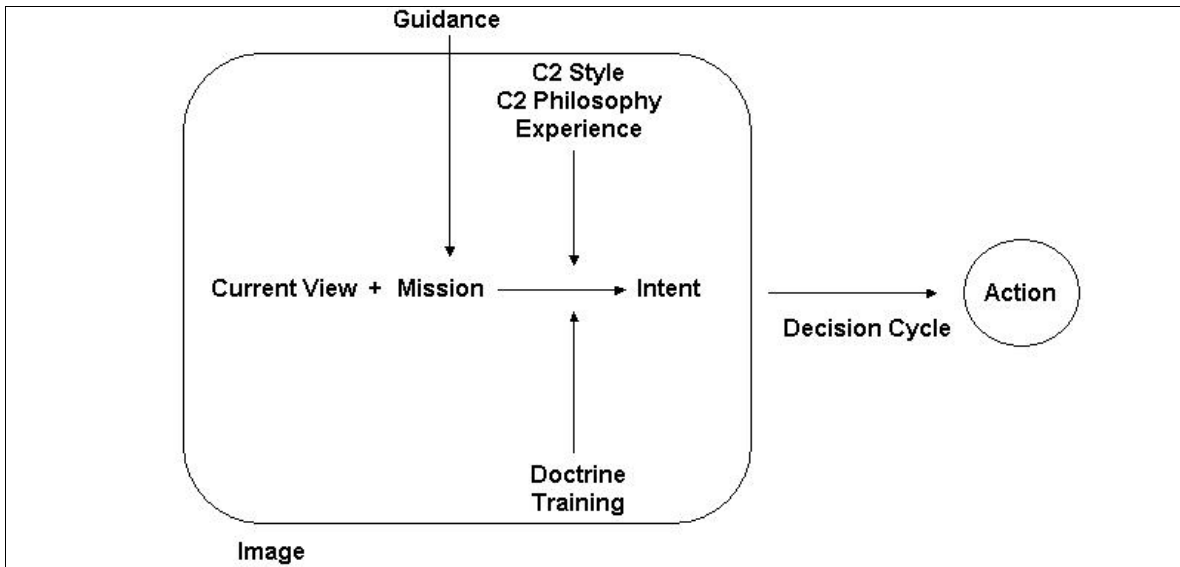 Guidance
C2 Style
C2 Philosophy
Experience
Current View + Mission
Intent
Decision Cycle
Action
Doctrine
Training
Image